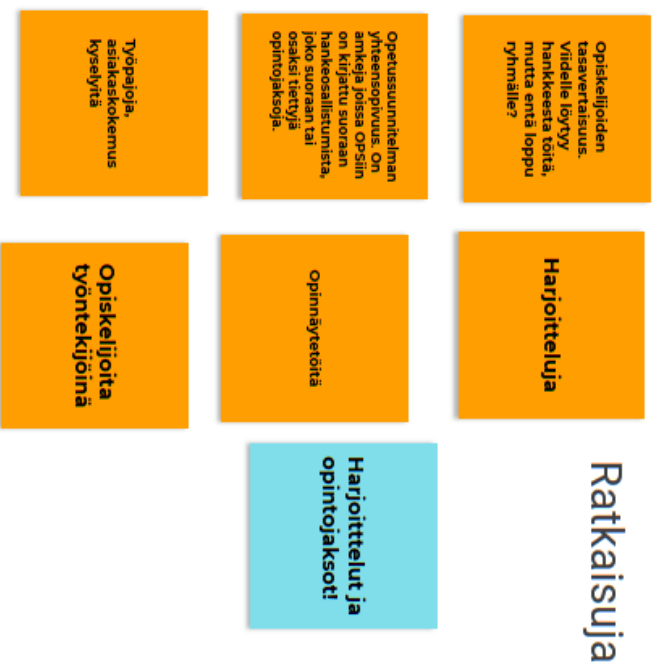 Opiskelijoiden
tasavertaisuus.
Viidelle löytyy
hankkeesta töitä,
mutta entä loppu
ryhmälle?
Harjoitteluja
Ratkaisuja
Opetussuunnitelman
yhteensopivuus. On
amkeja joissa OPSiin
on kirjattu suoraan
hankeosallistumista,
joko suoraan tai
osaksi tiettyjä
opintojaksoja.
Opinnäytetöitä
Harjoitttelut ja
opintojaksot!
Työpajoja,
asiakaskokemus
kyselyitä
Opiskelijoita
työntekijöinä